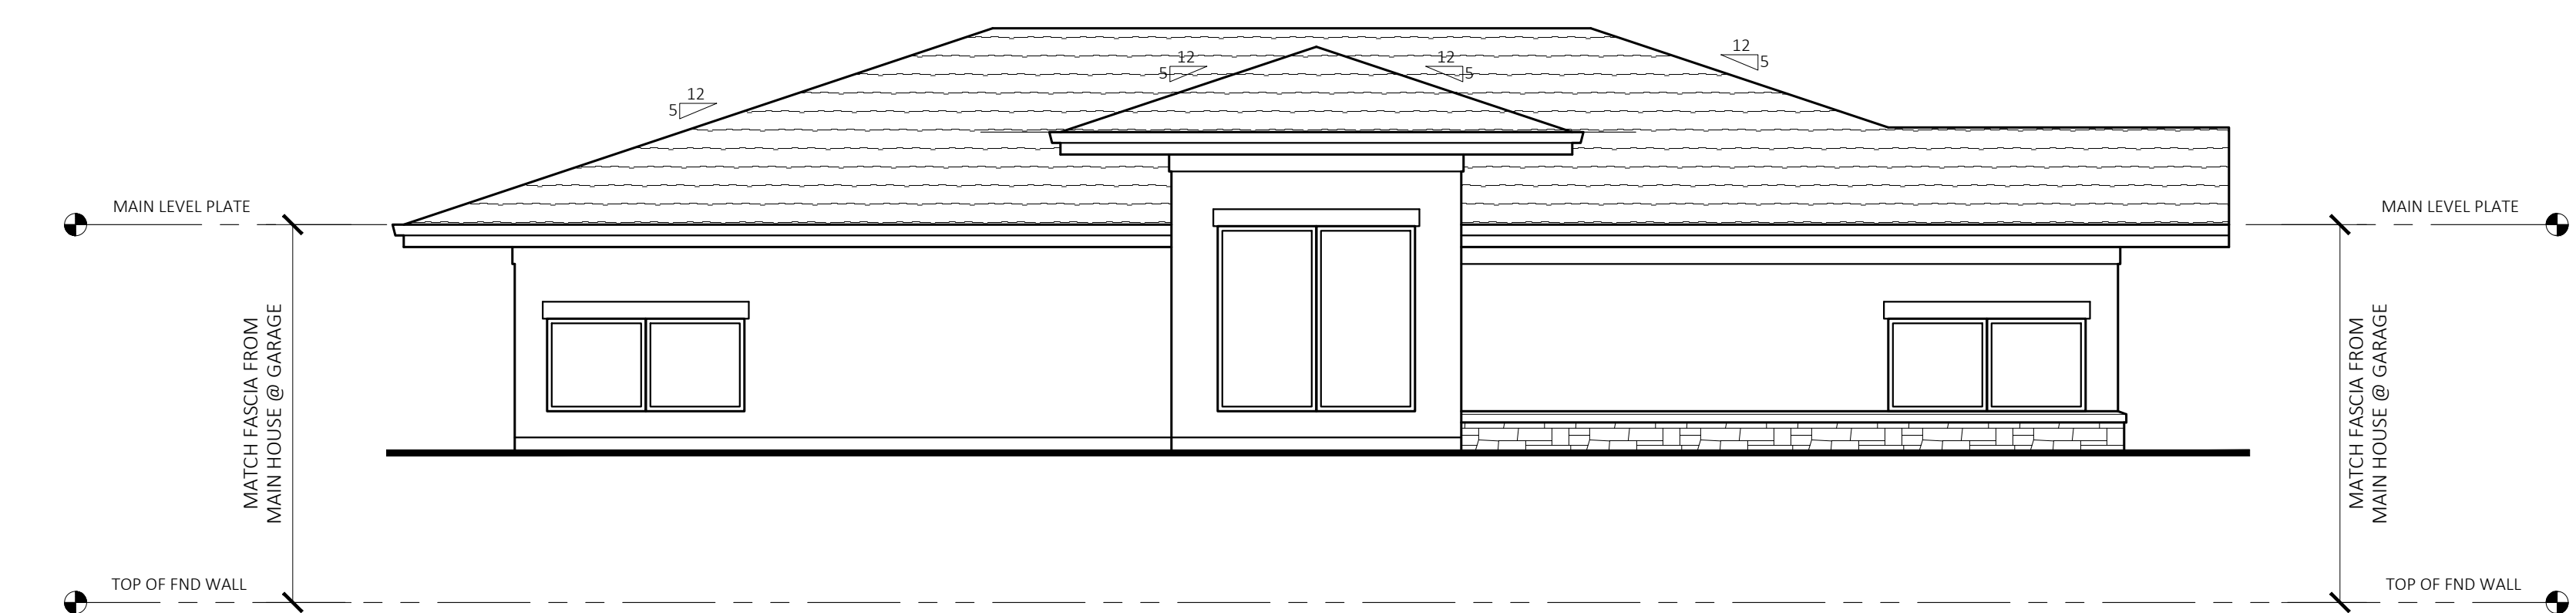 12
5
12
5
12
5
12
5
MAIN LEVEL PLATE
MAIN LEVEL PLATE
MATCH FASCIA FROM
MAIN HOUSE @ GARAGE
MATCH FASCIA FROM
MAIN HOUSE @ GARAGE
TOP OF FND WALL
TOP OF FND WALL